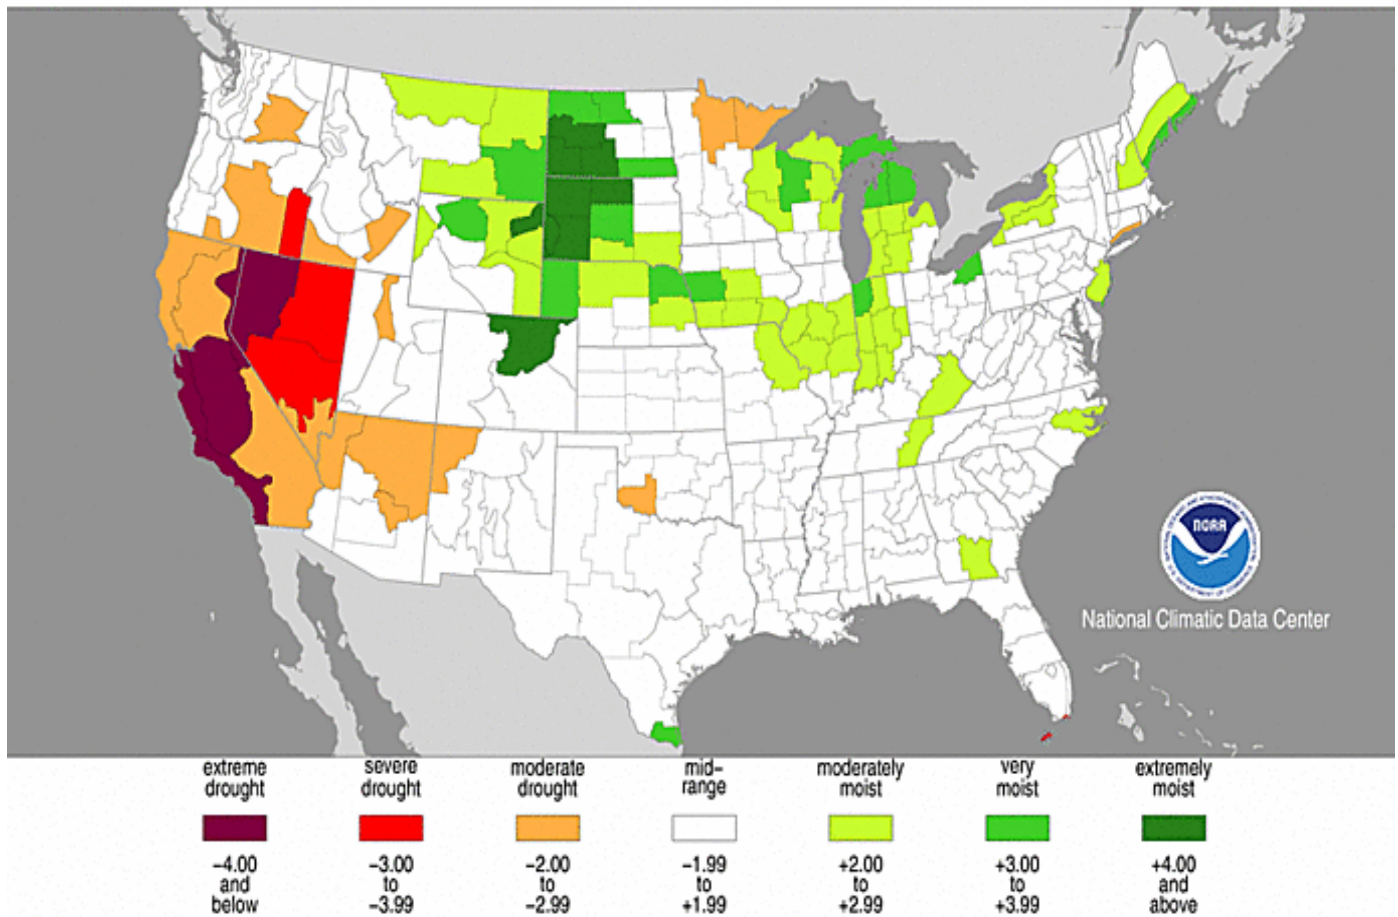 NOAA
National Climatic Data Center
extreme
drought
severe
drought
moderate
drought
mid–
range
moderately
moist
very
moist
extremely
moist
–4.00
and
below
–3.00
to
–3.99
–2.00
to
–2.99
–1.99
to
+1.99
+2.00
to
+2.99
+3.00
to
+3.99
+4.00
and
above